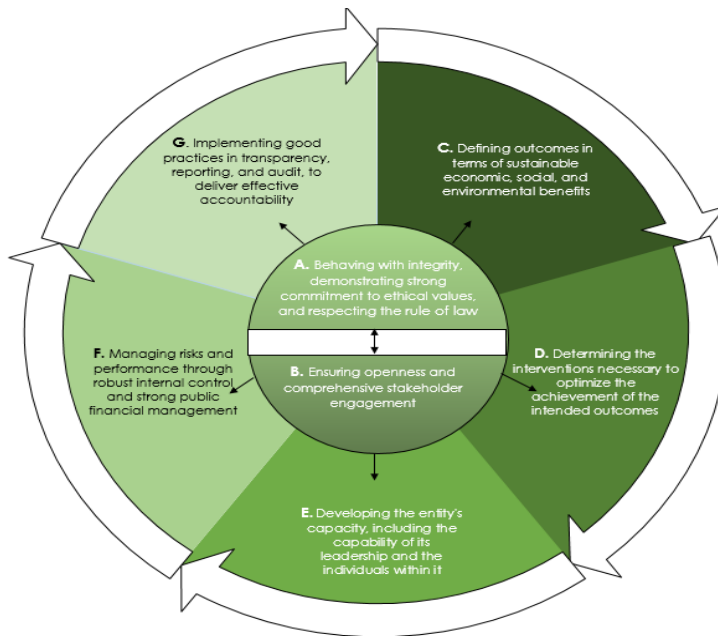 G. Implementing good
practices in transparency,
reporting, and audit, to
deliver effective
accountability
C. Defining outcomes in
terms of sustainable
economic, social, and
environmental benefits
A. Behaving with integrity,
demonstrating strong
commitment to ethical values,
and respecting the rule of law
B. Ensuring openness and
comprehensive stakeholder
engagement
D. Determining the
interventions necessary to
optimize the
achievement of the
intended outcomes
F. Managing risks and
performance through
robust internal control
and strong public
financial management
E. Developing the entity's
capacity, including the
capability of its
leadership and the
individuals within it